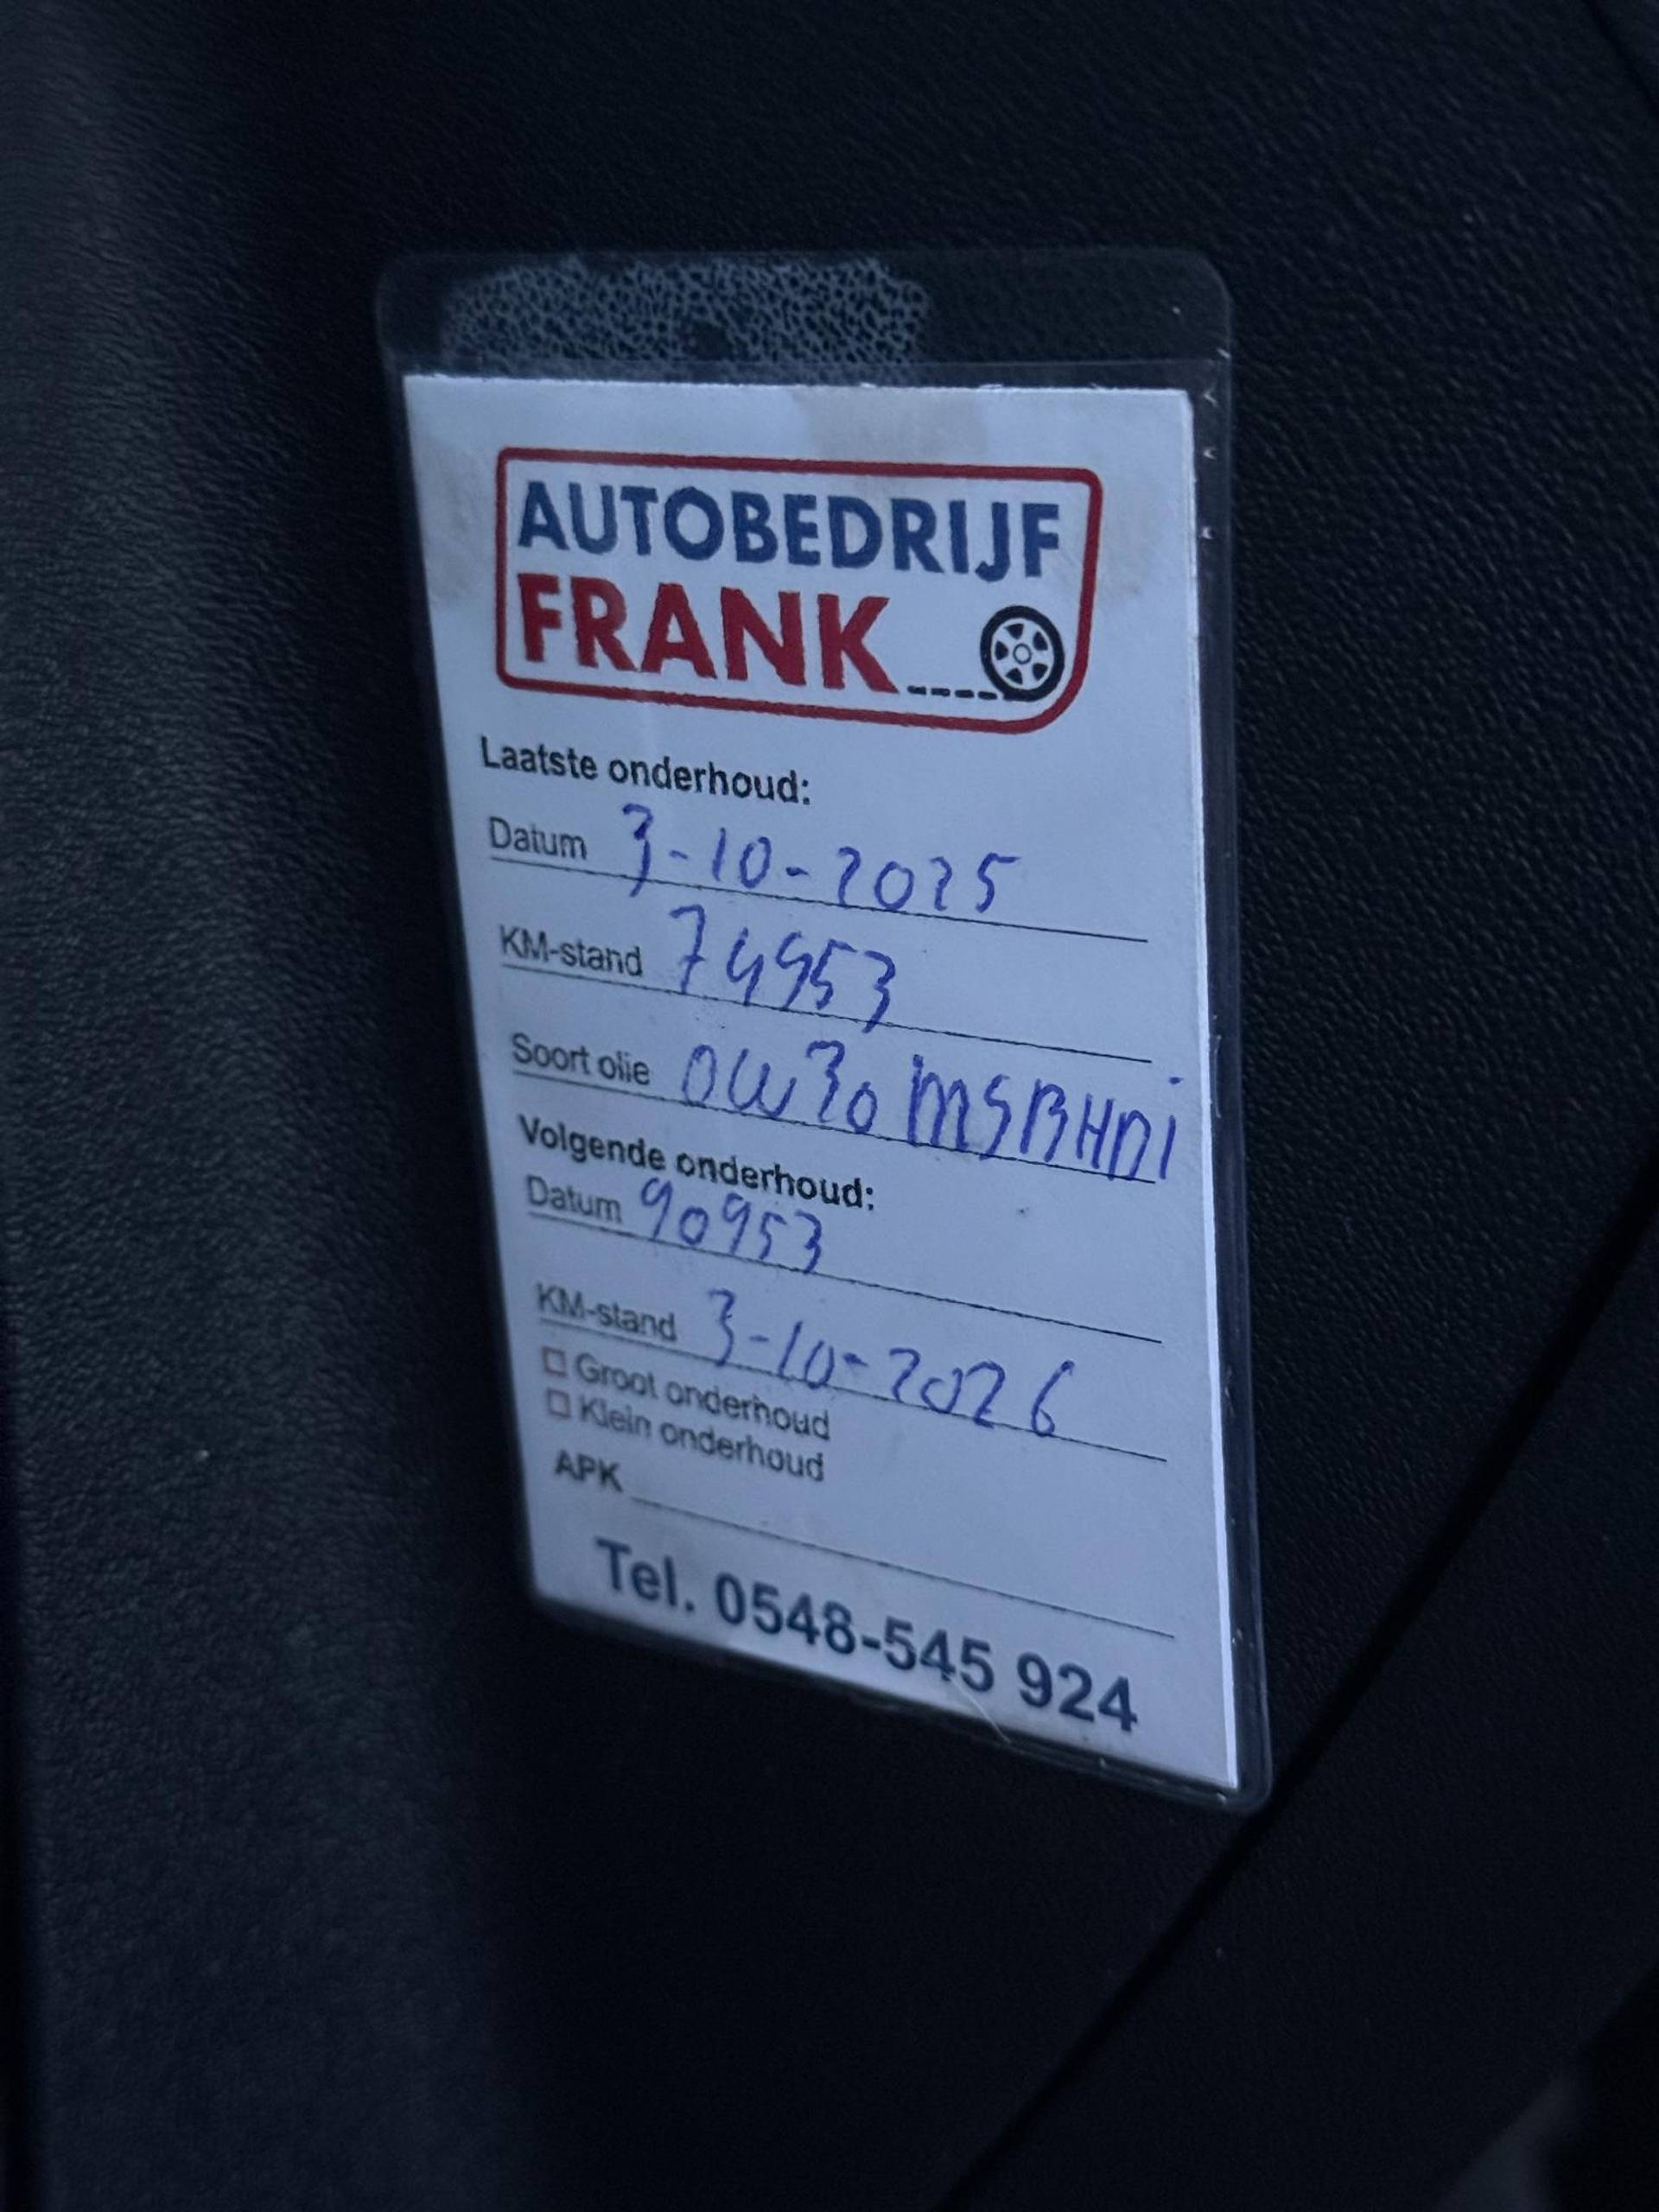 AUTOBEDRIJF
FRANK
Laatste onderhoud:
Datum 3-10-2025
KM-stand 74953
Soort olie 0W30 MSBHDi
Volgende onderhoud:
Datum 90953
KM-stand 3-10-2026
Groot onderhoud
Klein onderhoud
APK
Tel. 0548-545 924